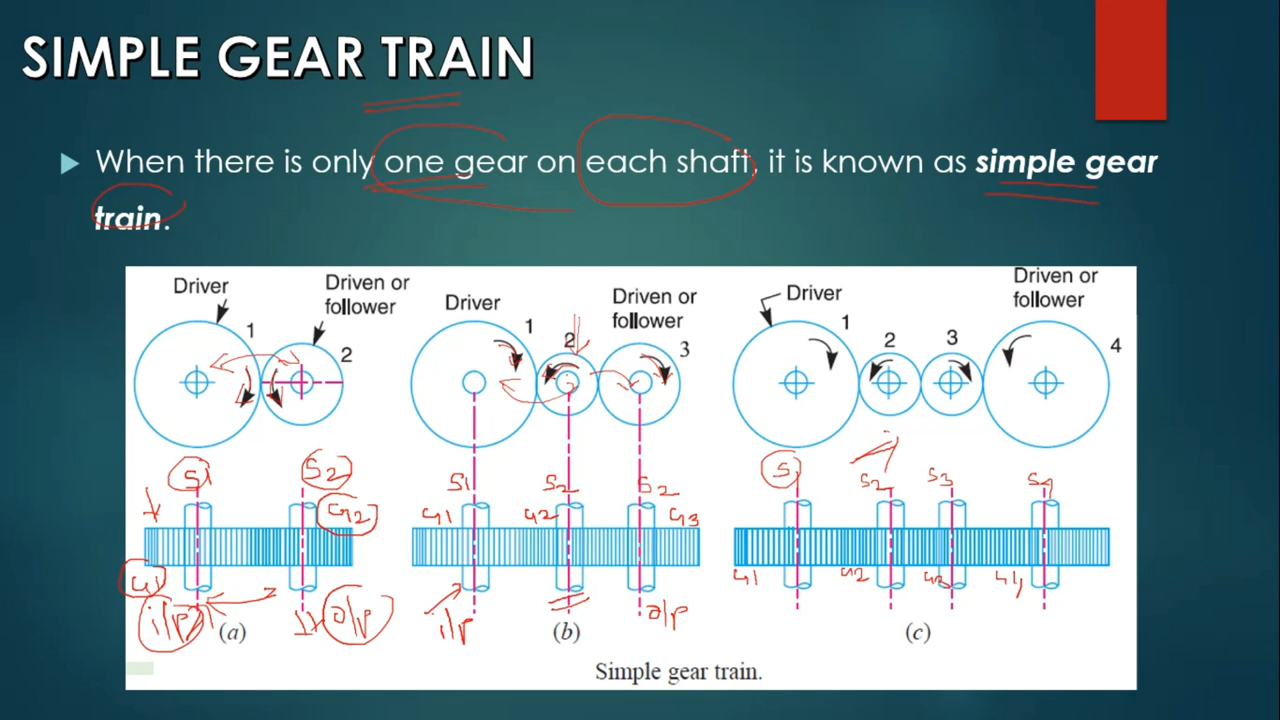 SIMPLE GEAR TRAIN
When there is only one gear on each shaft, it is known as simple gear
train.
Driver
Driven or
follower
1
2
Driver
Driven or
follower
1
2
3
Driver
Driven or
follower
1
2
3
4
S1
S2
G2
G1
i/p
o/p
(a)
S1
S2
S2
G1
G2
G3
i/p
o/p
(b)
S
S2
S3
S4
G1
G2
G3
G4
(c)
Simple gear train.